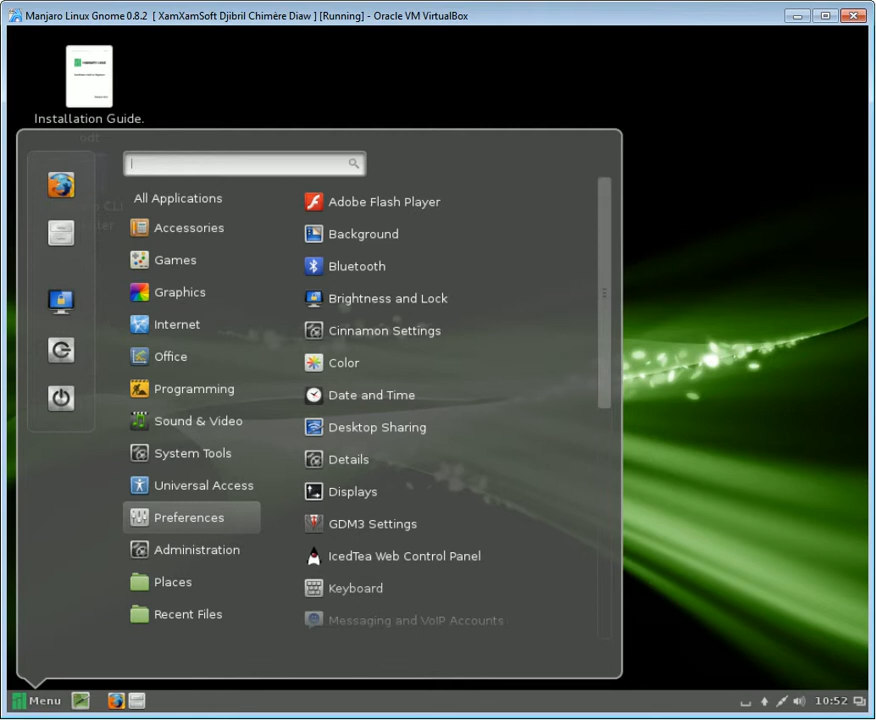 Manjaro Linux Gnome 0.8.2 [ XamXamSoft Djibril Chimère Diaw ] [Running] - Oracle VM VirtualBox
Installation Guide.
All Applications
Accessories
Games
Graphics
Internet
Office
Programming
Sound & Video
System Tools
Universal Access
Preferences
Administration
Places
Recent Files
Adobe Flash Player
Background
Bluetooth
Brightness and Lock
Cinnamon Settings
Color
Date and Time
Desktop Sharing
Details
Displays
GDM3 Settings
IcedTea Web Control Panel
Keyboard
Messaging and VoIP Accounts
Menu
10:52